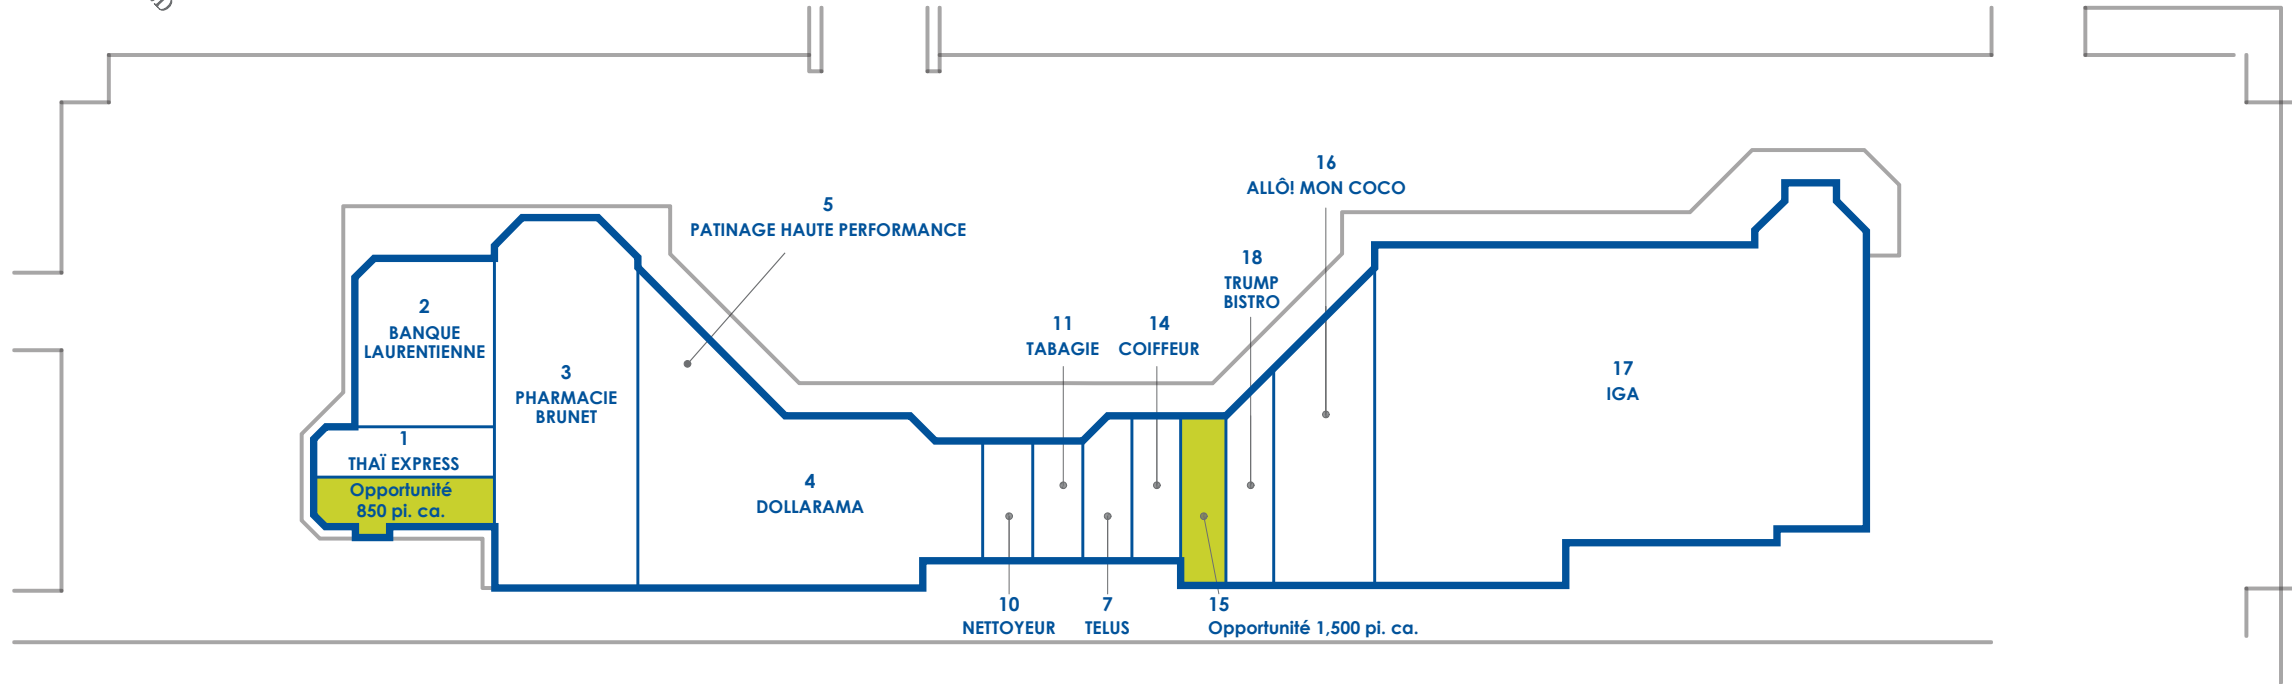 5
PATINAGE HAUTE PERFORMANCE
16
ALLÔ! MON COCO
18
TRUMP
BISTRO
2
BANQUE
LAURENTIENNE
11
TABAGIE
14
COIFFEUR
3
PHARMACIE
BRUNET
17
IGA
1
THAÏ EXPRESS
Opportunité
850 pi. ca.
4
DOLLARAMA
10
NETTOYEUR
7
TELUS
15
Opportunité 1,500 pi. ca.